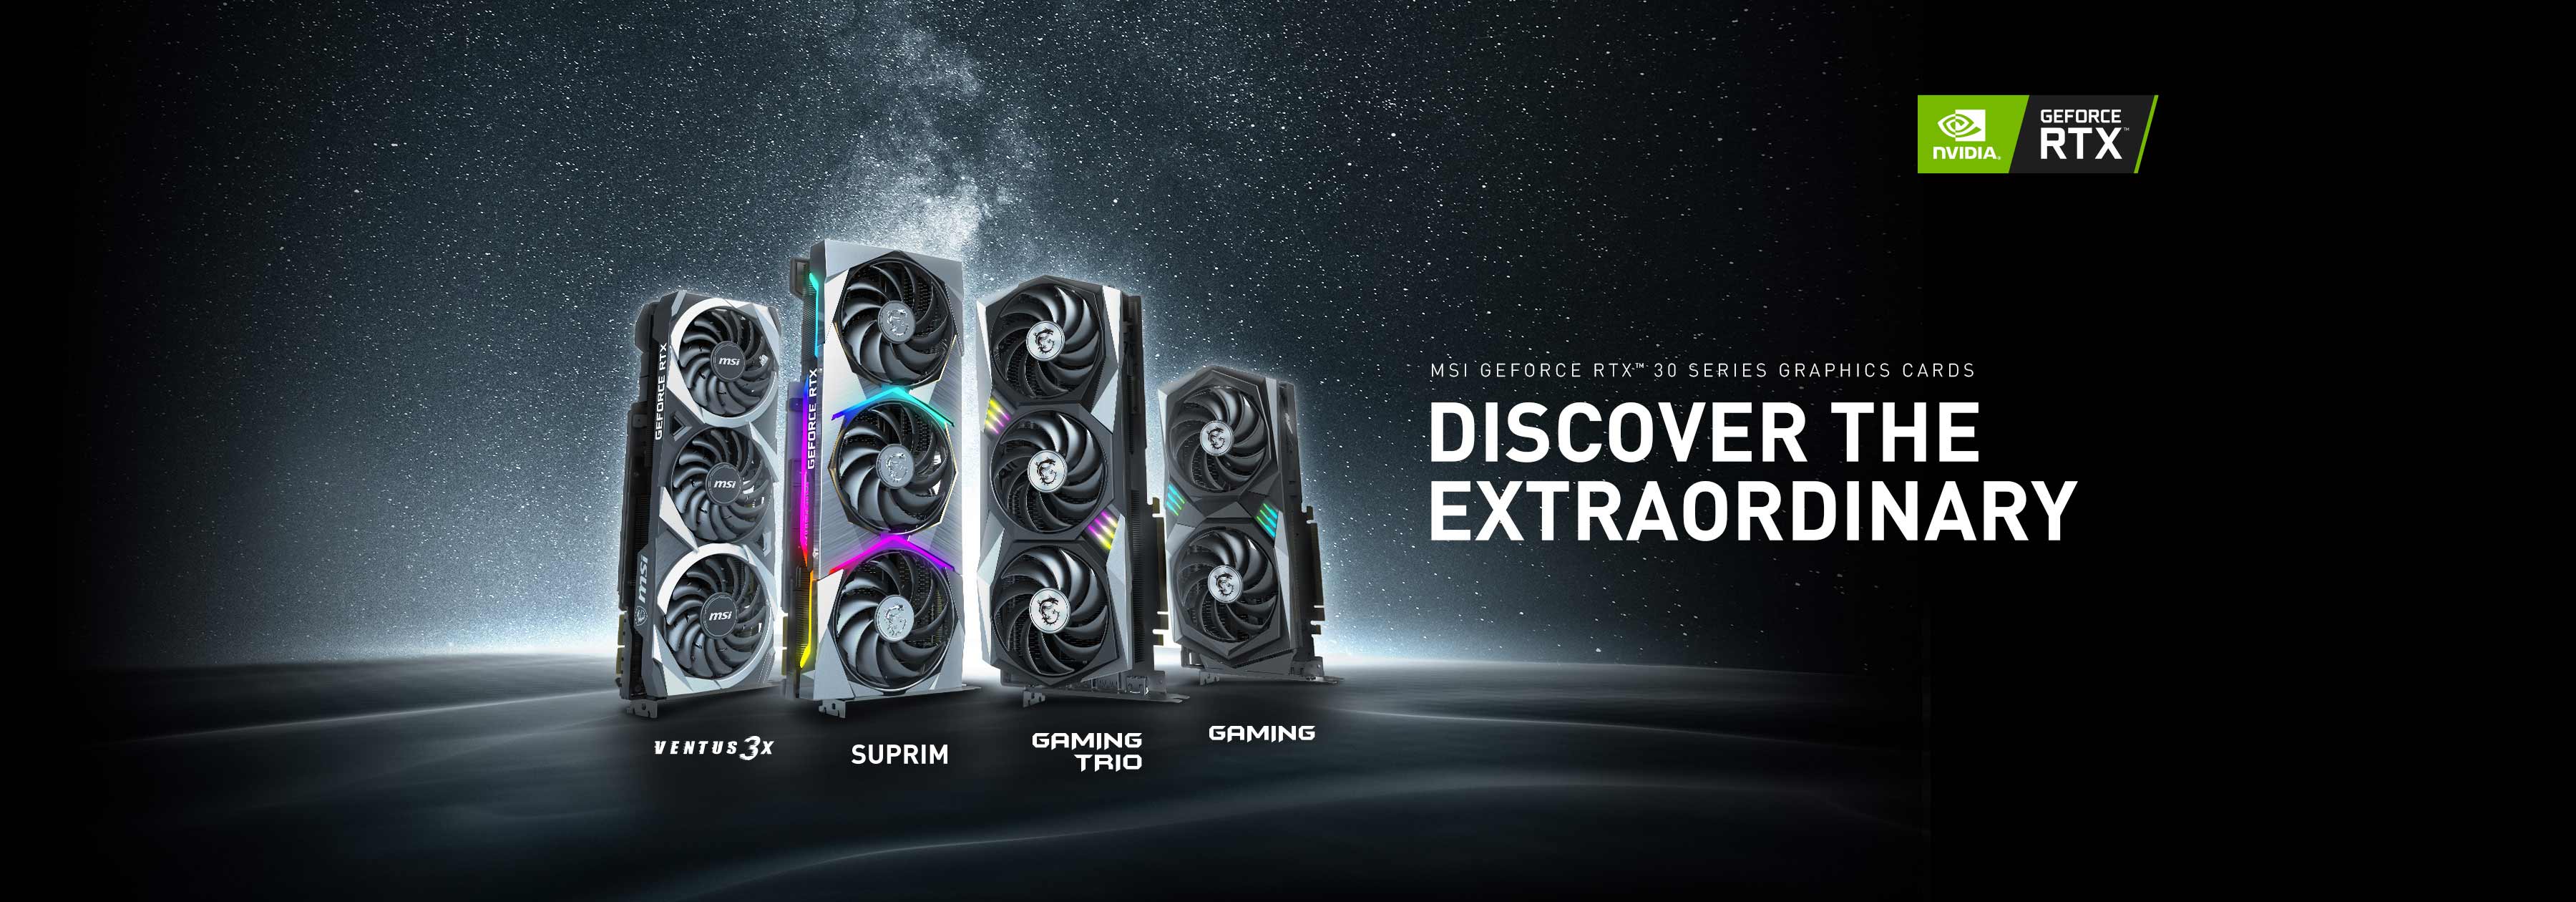 NVIDIA.
GEFORCE
RTX™
MSI GEFORCE RTX™ 30 SERIES GRAPHICS CARDS
DISCOVER THE
EXTRAORDINARY
GEFORCE RTX
msi
msi
msi
msi
GEFORCE RTX
VENTUS 3X
SUPRIM
GAMING
TRIO
GAMING